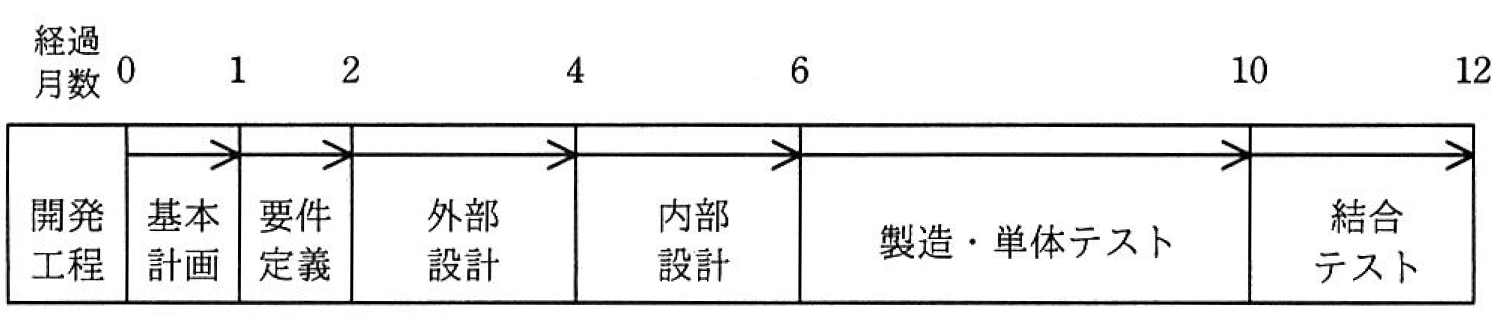 経過
月数 0 1 2 4 6 10 12
開発
工程
基本
計画
要件
定義
外部
設計
内部
設計
製造・単体テスト
結合
テスト